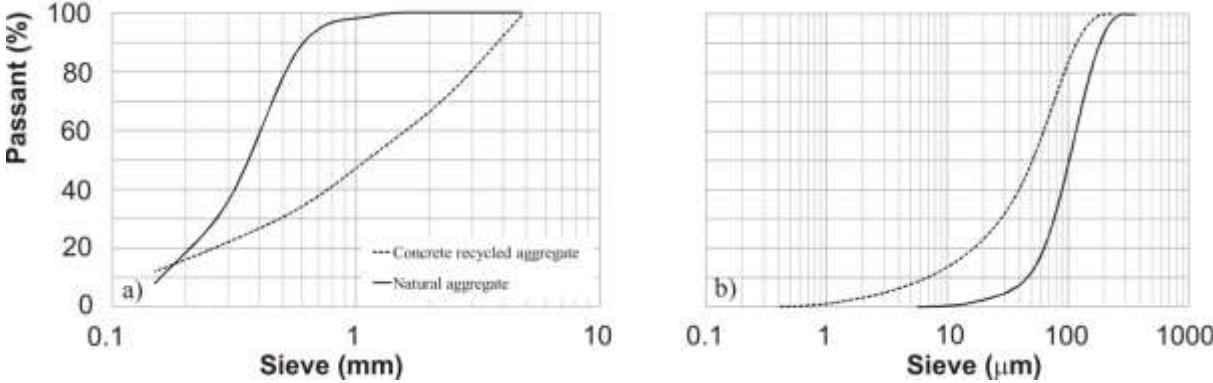 Passant (%)
100
80
60
40
20
0
a)
Concrete recycled aggregate
Natural aggregate
0.1 1 10
Sieve (mm)
b)
0.1 1 10 100 1000
Sieve (μm)